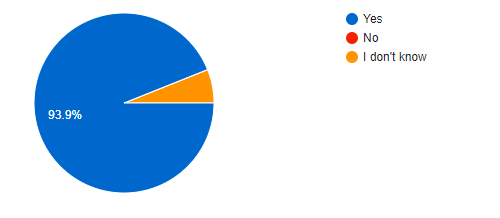 Yes
No
I don't know
93.9%